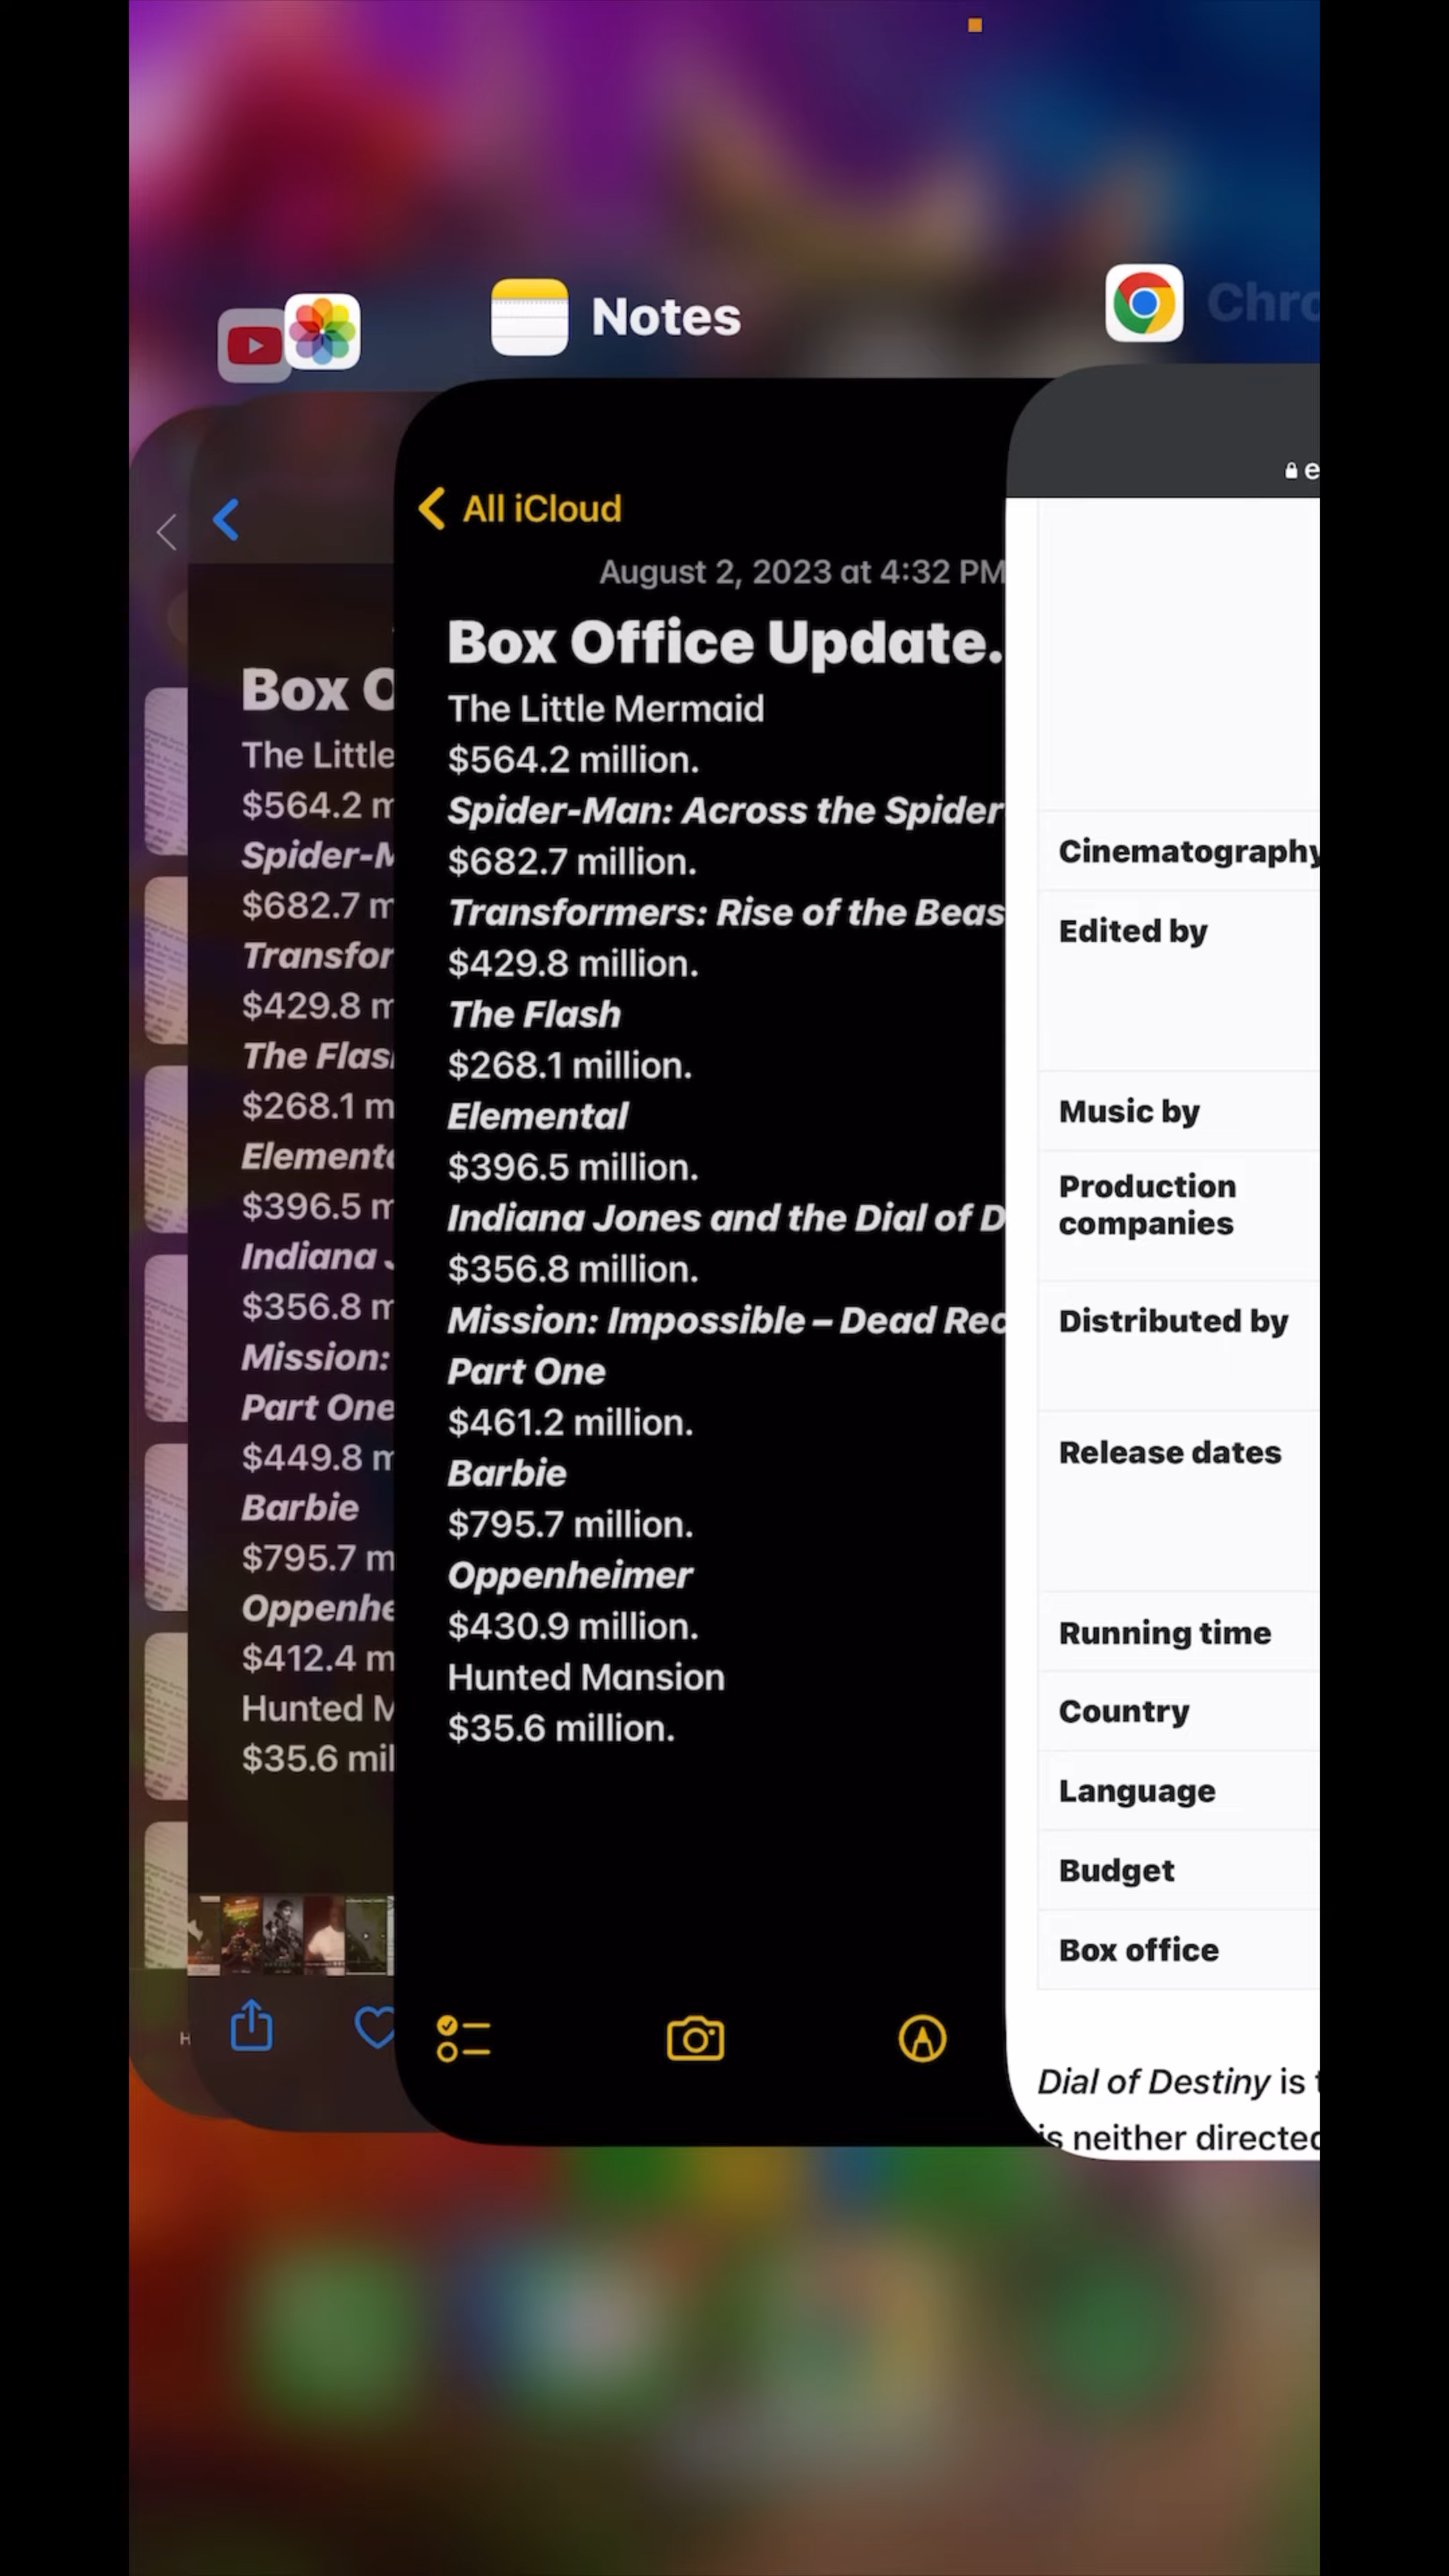 Notes
Chro
All iCloud
August 2, 2023 at 4:32 PM
Box Office Update.
The Little Mermaid
$564.2 million.
Spider-Man: Across the Spider
$682.7 million.
Transformers: Rise of the Beas
$429.8 million.
The Flash
$268.1 million.
Elemental
$396.5 million.
Indiana Jones and the Dial of D
$356.8 million.
Mission: Impossible – Dead Rec
Part One
$461.2 million.
Barbie
$795.7 million.
Oppenheimer
$430.9 million.
Hunted Mansion
$35.6 million.
Box O
The Little
$564.2 m
Spider-M
$682.7 m
Transfor
$429.8 m
The Flas
$268.1 m
Element
$396.5 m
Indiana J
$356.8 m
Mission:
Part One
$449.8 m
Barbie
$795.7 m
Oppenhe
$412.4 m
Hunted M
$35.6 mil
H
e
Cinematography
Edited by
Music by
Production
companies
Distributed by
Release dates
Running time
Country
Language
Budget
Box office
Dial of Destiny is t
is neither directed